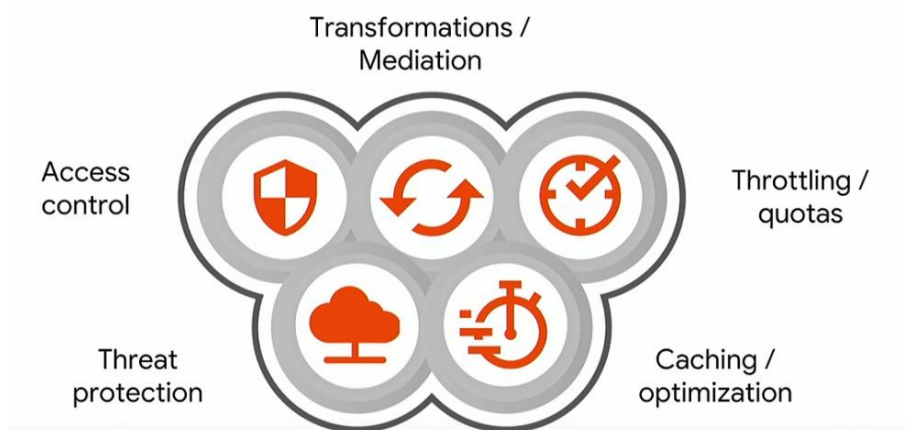 Transformations /
Mediation
Access
control
Throttling /
quotas
Threat
protection
Caching /
optimization